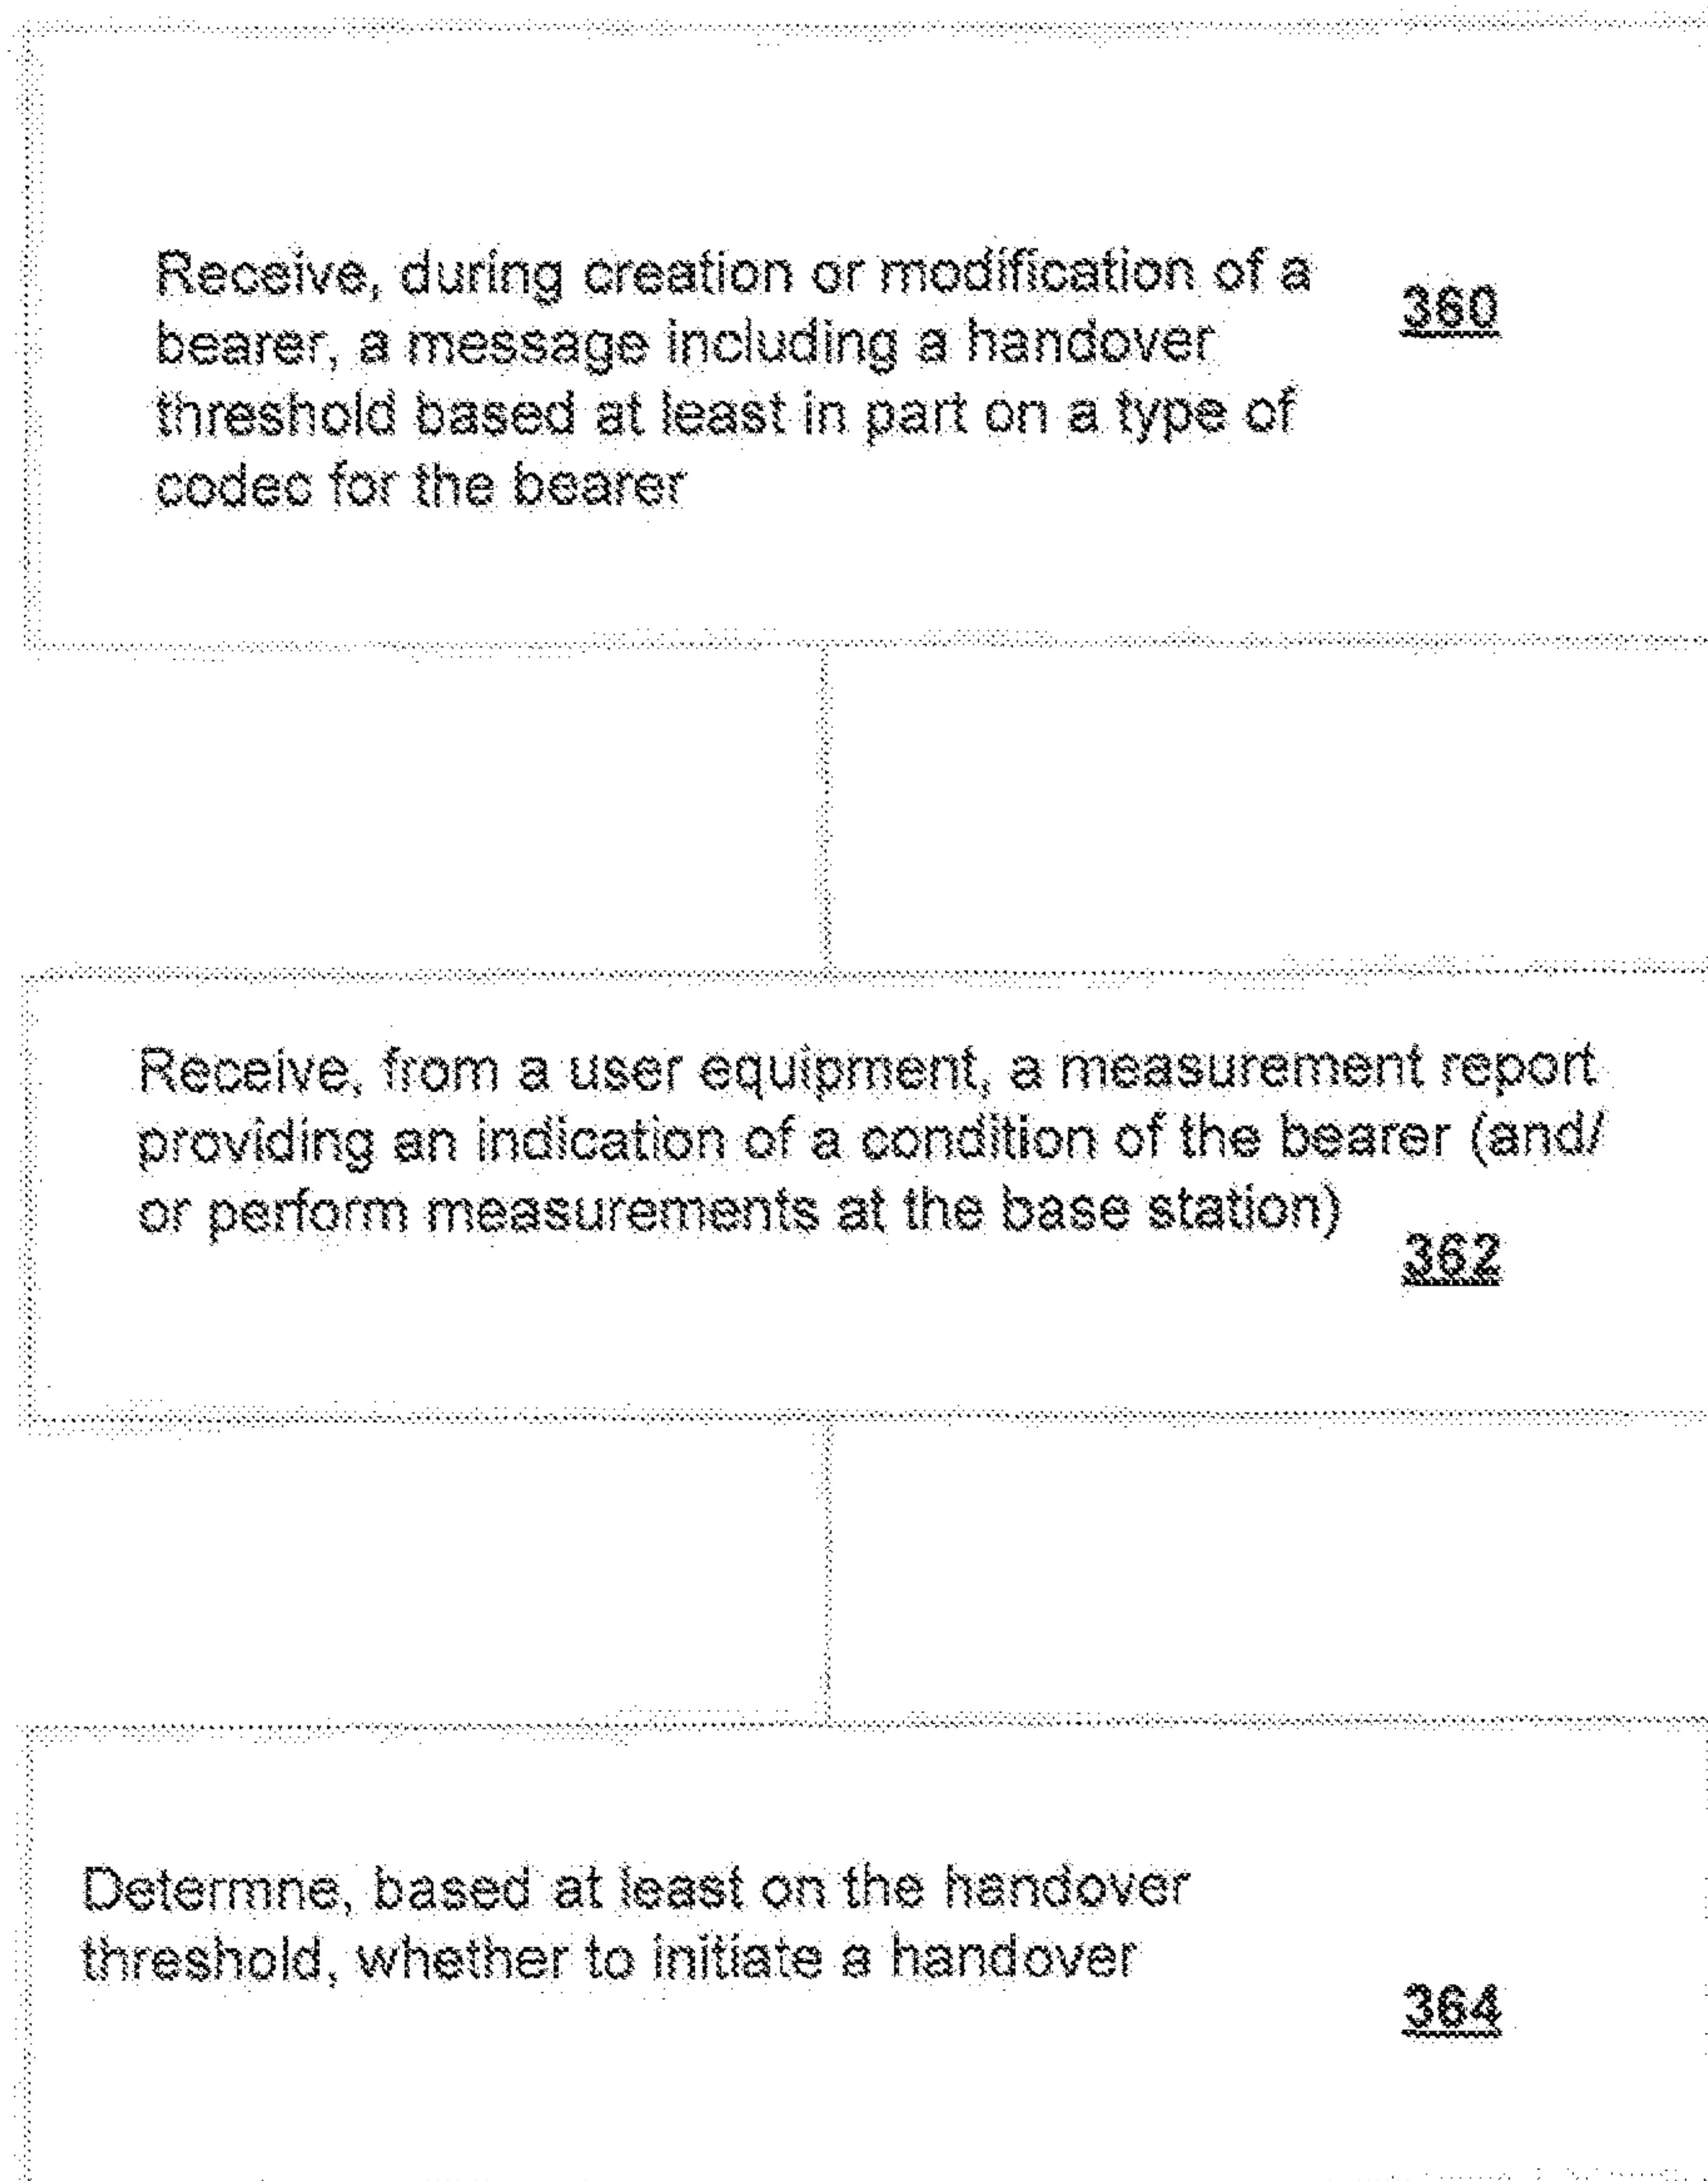 Receive, during creation or modification of a
360
bearer, a message including a handover
threshold based at least in part on a type of
codec for the bearer
Receive, from a user equipment, a measurement report
providing an indication of a condition of the bearer (and/
or perform measurements at the base station)
362
Determne, based at least on the handover
threshold, whether to initiate a handover
364